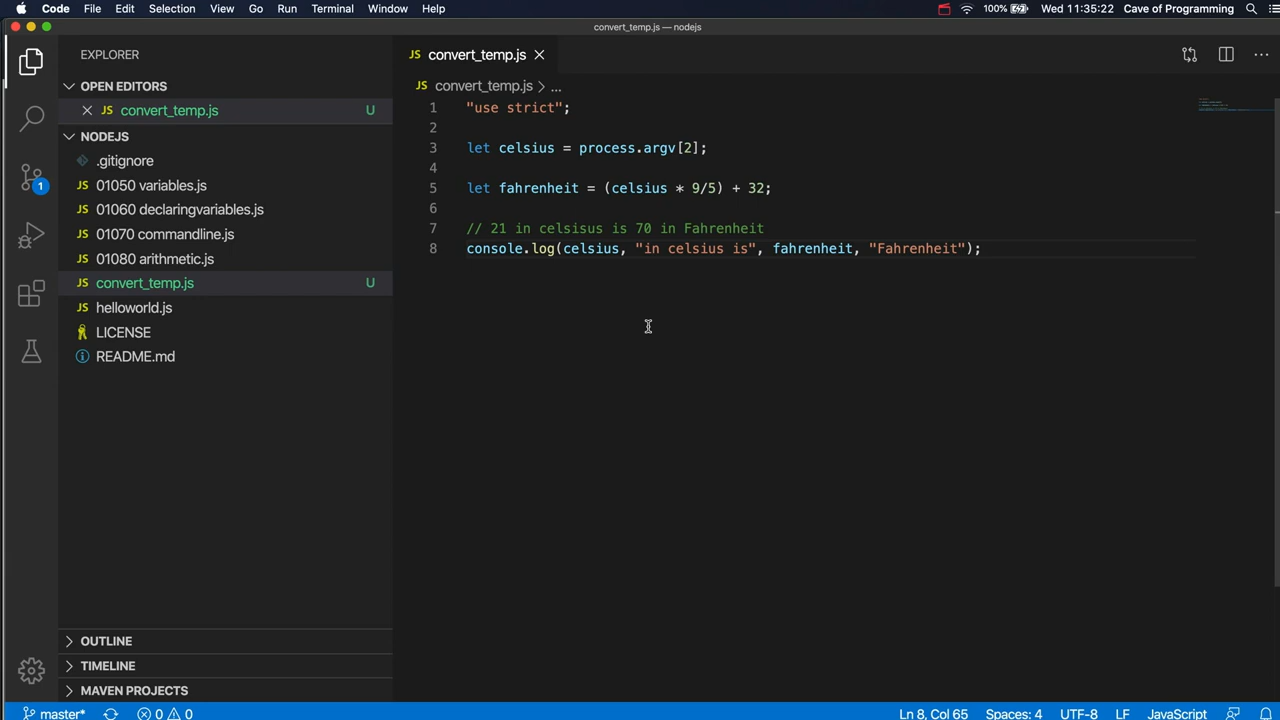 Code File Edit Selection View Go Run Terminal Window Help 100% Wed 11:35:22 Cave of Programming
convert_temp.js — nodejs
EXPLORER
OPEN EDITORS
JS convert_temp.js U
NODEJS
.gitignore
JS 01050 variables.js
JS 01060 declaringvariables.js
JS 01070 commandline.js
JS 01080 arithmetic.js
JS convert_temp.js U
JS helloworld.js
LICENSE
README.md
OUTLINE
TIMELINE
MAVEN PROJECTS
1
JS convert_temp.js
JS convert_temp.js > ...
1 "use strict";
2
3 let celsius = process.argv[2];
4
5 let fahrenheit = (celsius * 9/5) + 32;
6
7 // 21 in celsisus is 70 in Fahrenheit
8 console.log(celsius, "in celsius is", fahrenheit, "Fahrenheit");
master* 0 0 Ln 8, Col 65 Spaces: 4 UTF-8 LF JavaScript